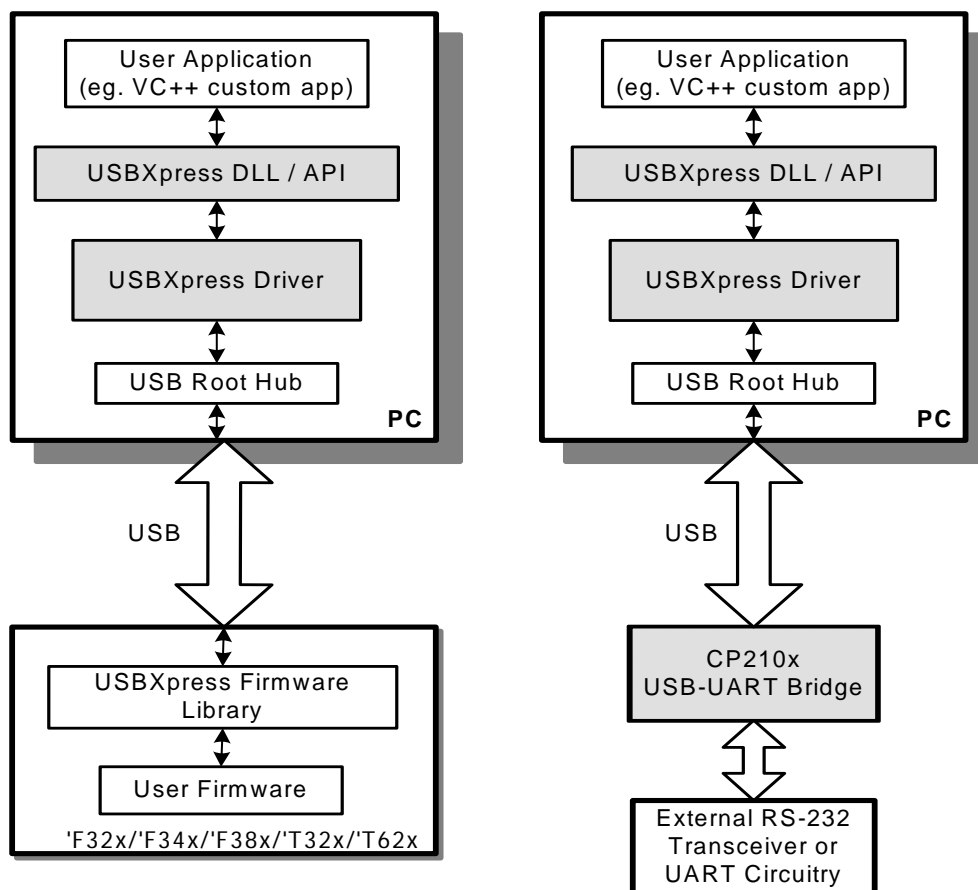 User Application
(eg. VC++ custom app)
USBXpress DLL / API
USBXpress Driver
USB Root Hub
PC
USB
USBXpress Firmware
Library
User Firmware
'F32x/'F34x/'F38x/'T32x/'T62x
User Application
(eg. VC++ custom app)
USBXpress DLL / API
USBXpress Driver
USB Root Hub
PC
USB
CP210x
USB-UART Bridge
External RS-232
Transceiver or
UART Circuitry